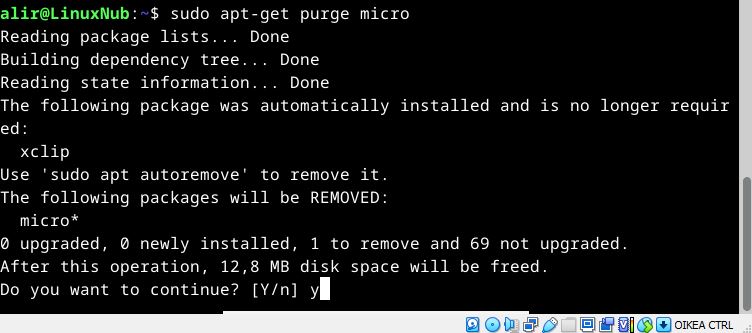 alir@LinuxNub:~$ sudo apt-get purge micro
Reading package lists... Done
Building dependency tree... Done
Reading state information... Done
The following package was automatically installed and is no longer requir
ed:
  xclip
Use 'sudo apt autoremove' to remove it.
The following packages will be REMOVED:
  micro*
0 upgraded, 0 newly installed, 1 to remove and 69 not upgraded.
After this operation, 12,8 MB disk space will be freed.
Do you want to continue? [Y/n] y
ΔΕΞΙΑ CTRL